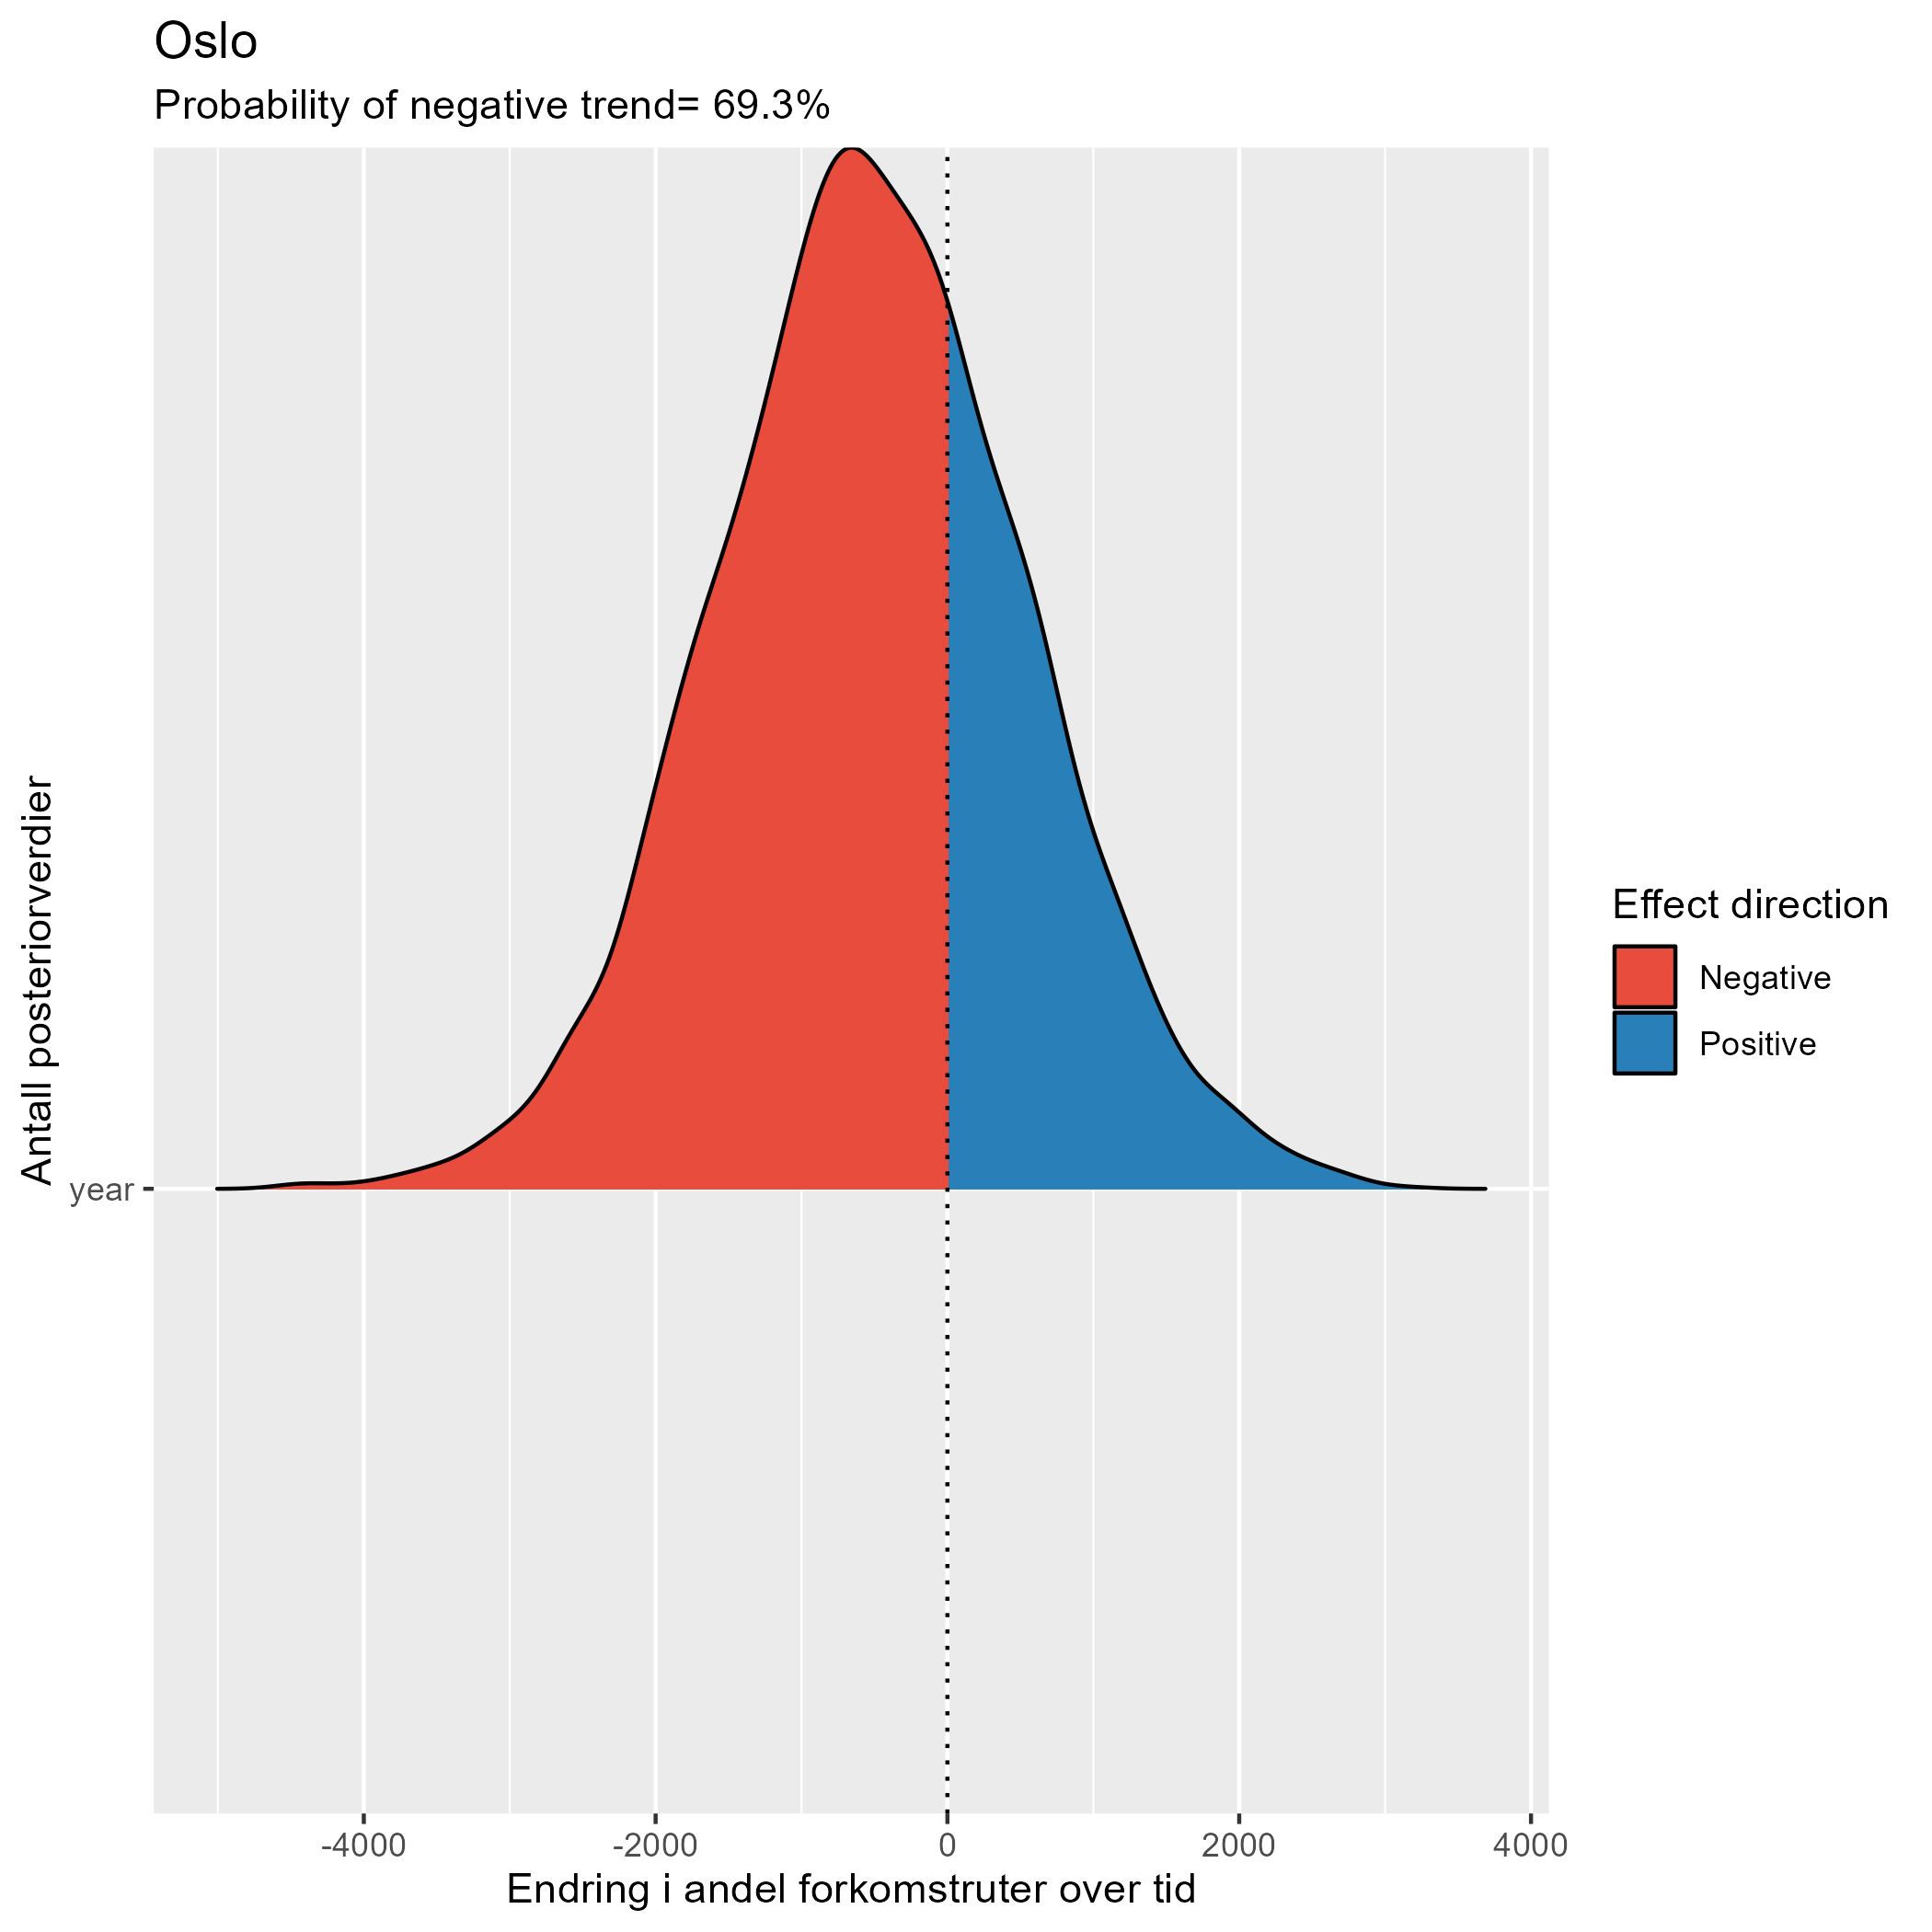 Oslo
Probability of negative trend= 69.3%
Antall posteriorverdier
year
-4000
-2000
0
2000
4000
Endring i andel forkomstruter over tid
Effect direction
Negative
Positive